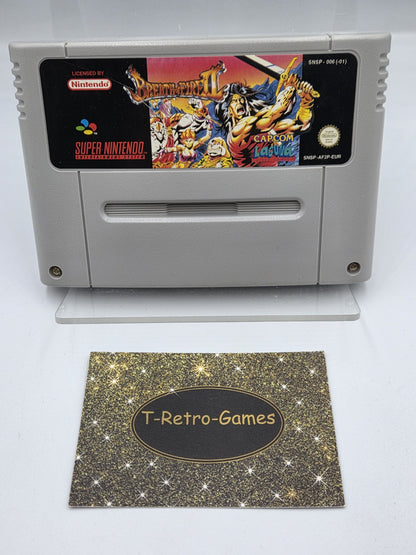 LICENSED BY
Nintendo
BREATH OF FIRE II
SNSP - 006 (-01)
SUPER NINTENDO
ENTERTAINMENT SYSTEM
CAPCOM
Laguna
SNSP-AF2P-EUR
T-Retro-Games